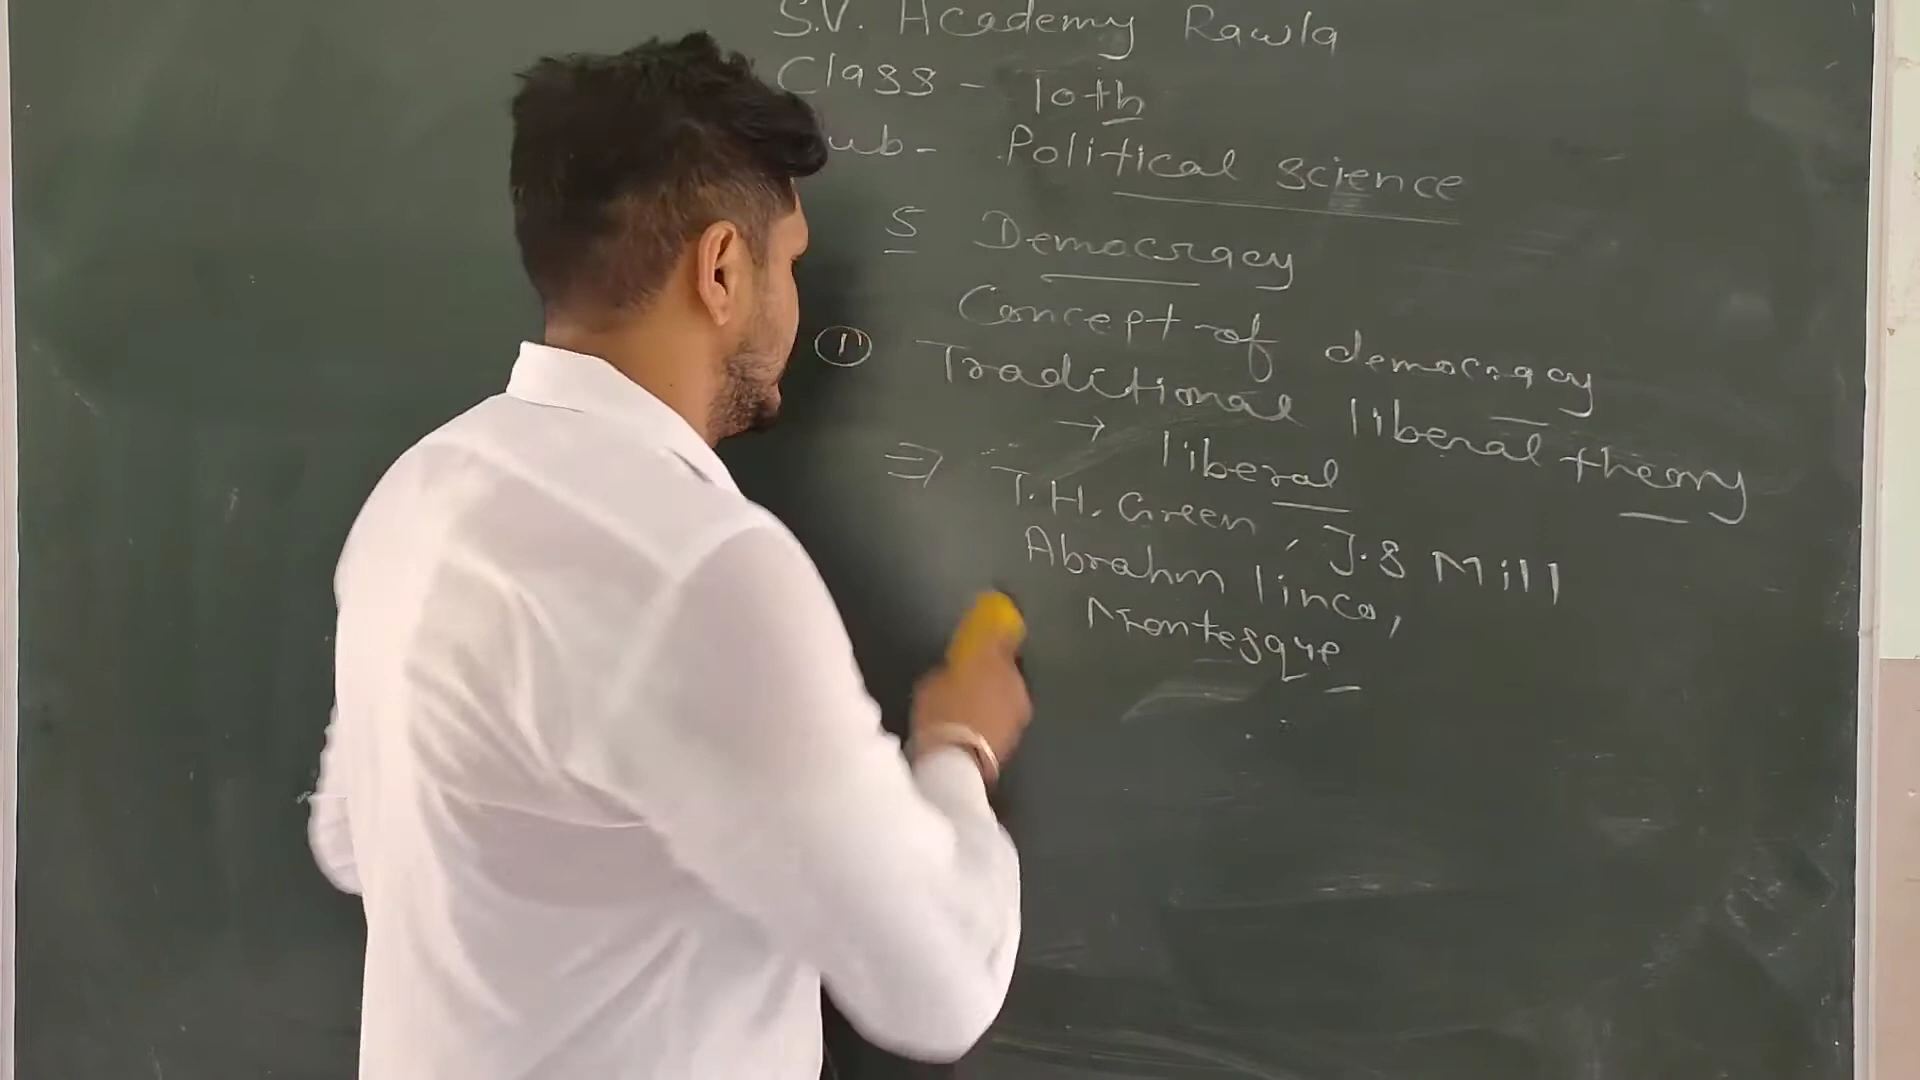 S.V. Academy Rawla
Class - 10th
ub - Political science
5 Democracy
Concept of democracy
① Traditional liberal theory
→ liberal
⇒ T.H. Green, J.S Mill
Abrahm linco,
Montesque